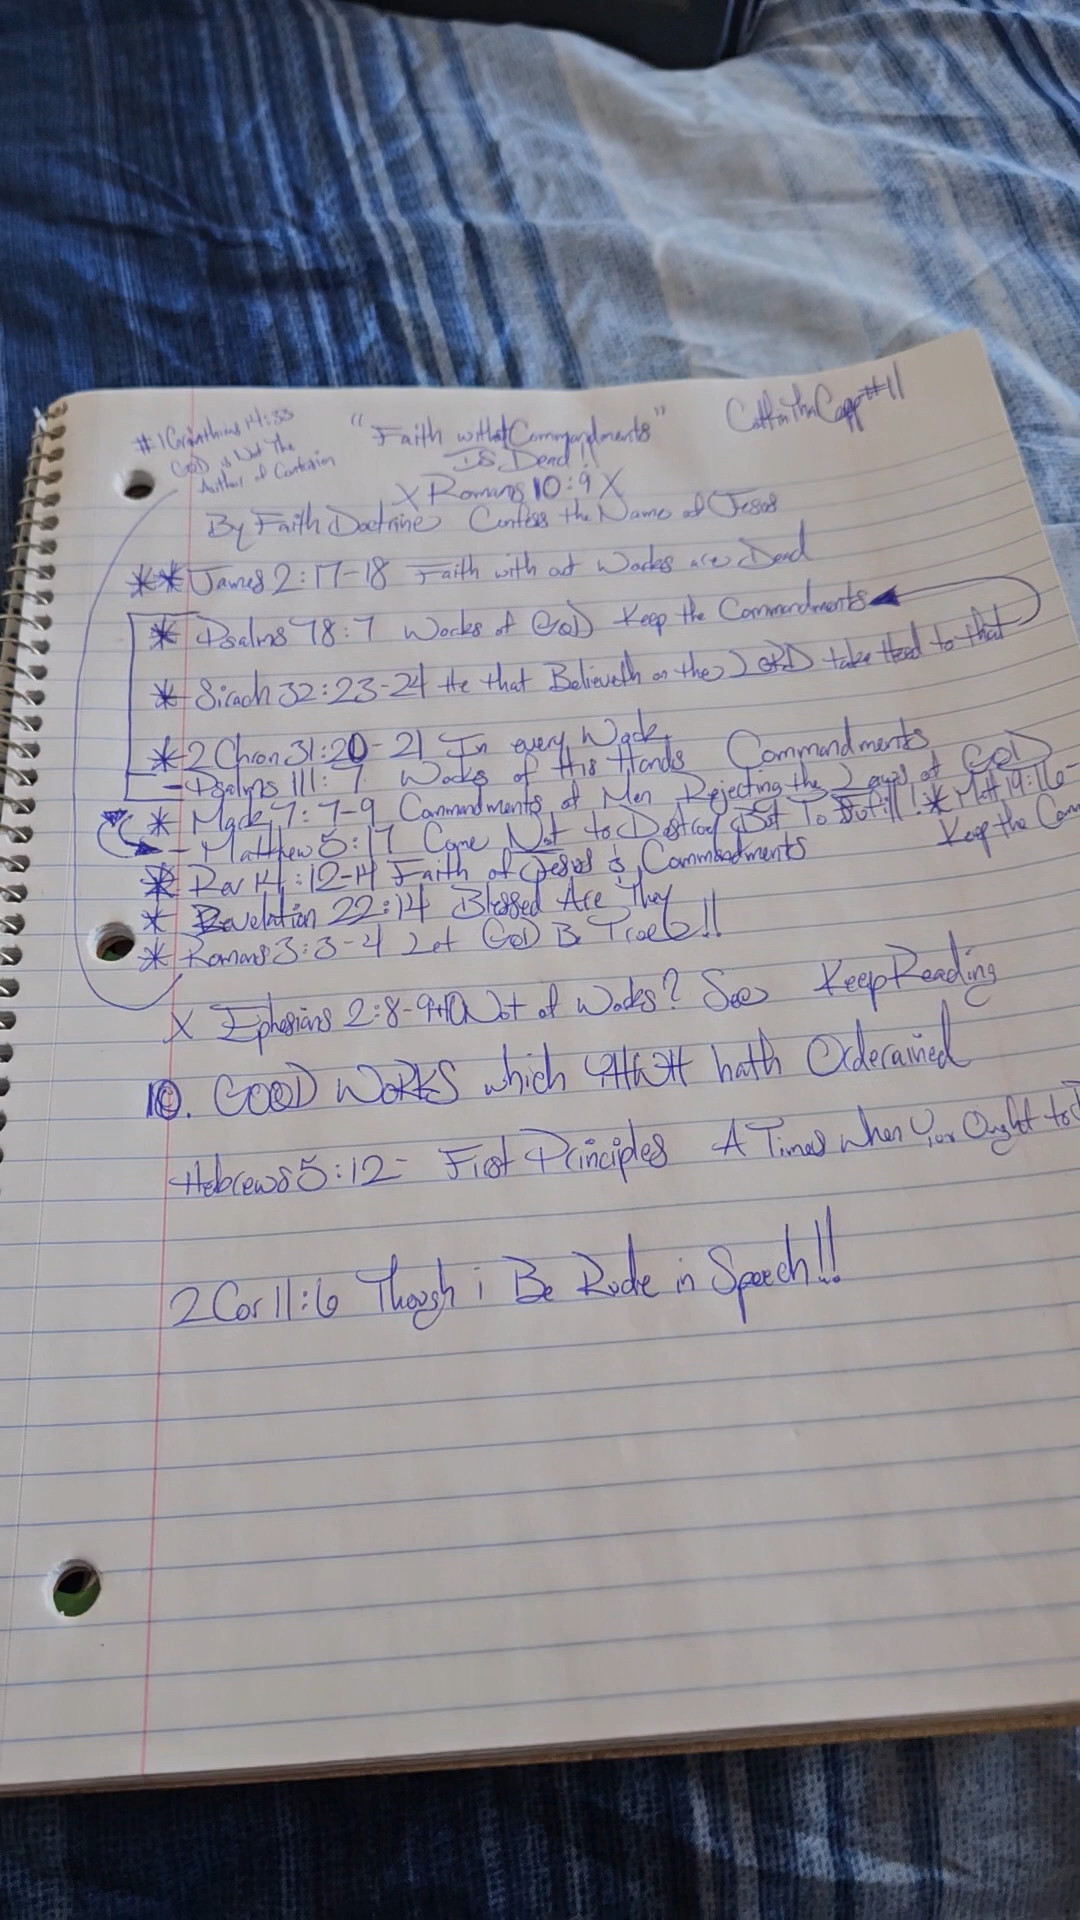 #1 Corinthians 14:33
GOD is Not The
Author of Confusion
"Faith without Commandments"
IS Dead!
X Romans 10:9 X
By Faith Doctrine Confess the Name of Jesus
** James 2:17-18 Faith with out Works are Dead
* Psalms 78:7 Works of GOD Keep the Commandments
* Sirach 32:23-24 He that Believeth on the LORD take Heed to that
* 2 Chron 31:20-21 In every Work Commandments
- Psalms 111:7 Works of His Hands
* Mark 7:7-9 Commandments of Men Rejecting the Laws of GOD
- Matthew 5:17 Came Not to Destroy But To Fulfill! * Matt 19:16-
Keep the Com
* Rev 14:12-14 Faith of Jesus & Commandments
* Revelation 22:14 Blessed Are They
* Romans 3:3-4 Let GOD Be True!!
X Ephesians 2:8-9+10 Not of Works? See Keep Reading
10. GOOD WORKS which YHWH hath Orderained
Hebrews 5:12- First Principles A Time when You Ought to
2 Cor 11:6 Though i Be Rude in Speech!!